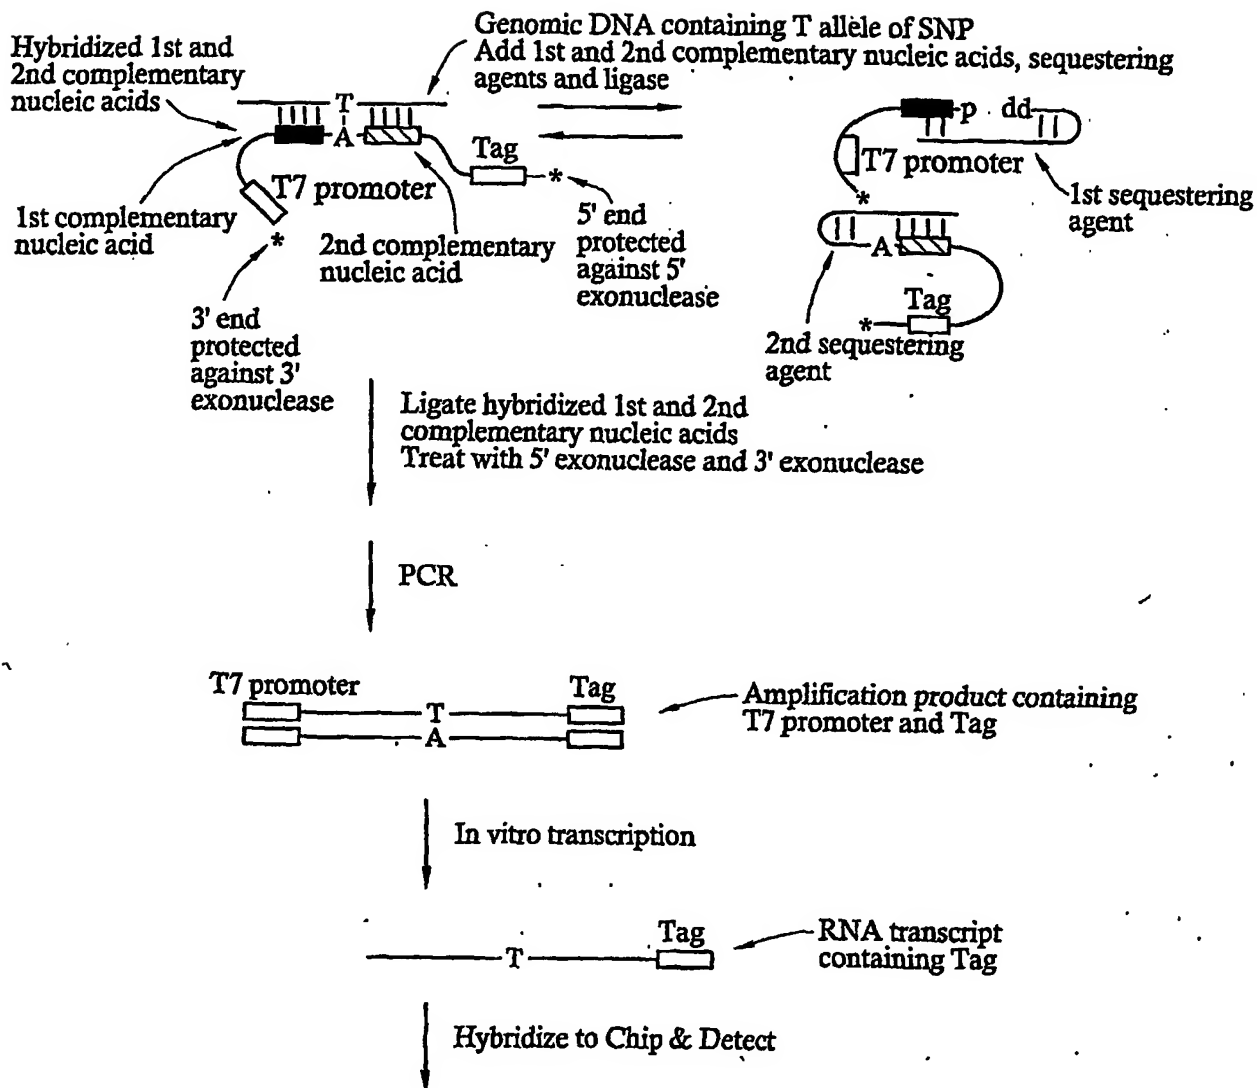 Genomic DNA containing T allele of SNP
Add 1st and 2nd complementary nucleic acids, sequestering
agents and ligase
Hybridized 1st and
2nd complementary
nucleic acids
T
A
Tag
*
T7 promoter
*
1st complementary
nucleic acid
2nd complementary
nucleic acid
5' end
protected
against 5'
exonuclease
3' end
protected
against 3'
exonuclease
p
dd
T7 promoter
*
1st sequestering
agent
A
Tag
*
2nd sequestering
agent
Ligate hybridized 1st and 2nd
complementary nucleic acids
Treat with 5' exonuclease and 3' exonuclease
PCR
T7 promoter
Tag
T
A
Amplification product containing
T7 promoter and Tag
In vitro transcription
Tag
T
RNA transcript
containing Tag
Hybridize to Chip & Detect